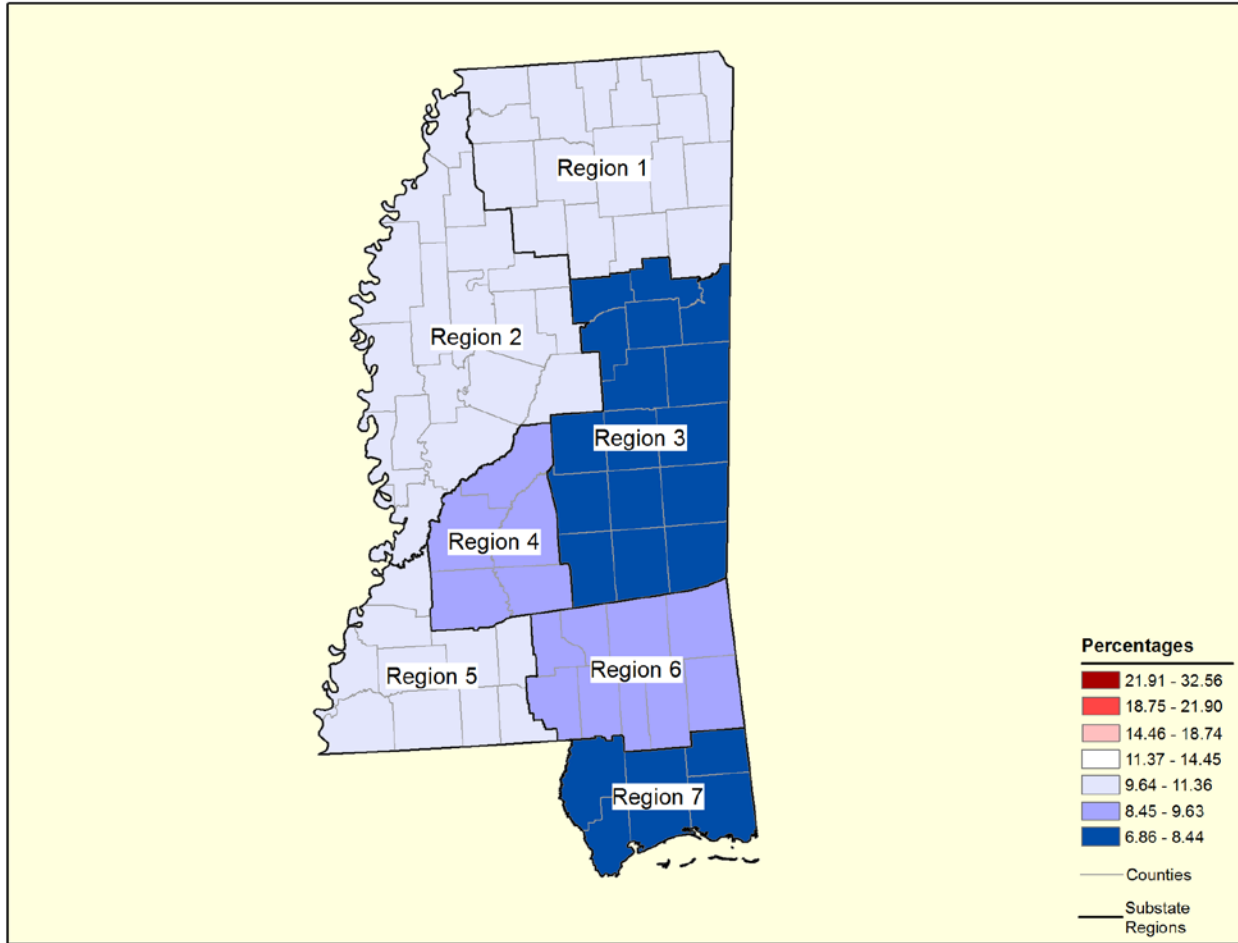 Region 1
Region 2
Region 3
Region 4
Region 5
Region 6
Region 7
Percentages
21.91 - 32.56
18.75 - 21.90
14.46 - 18.74
11.37 - 14.45
9.64 - 11.36
8.45 - 9.63
6.86 - 8.44
Counties
Substate
Regions